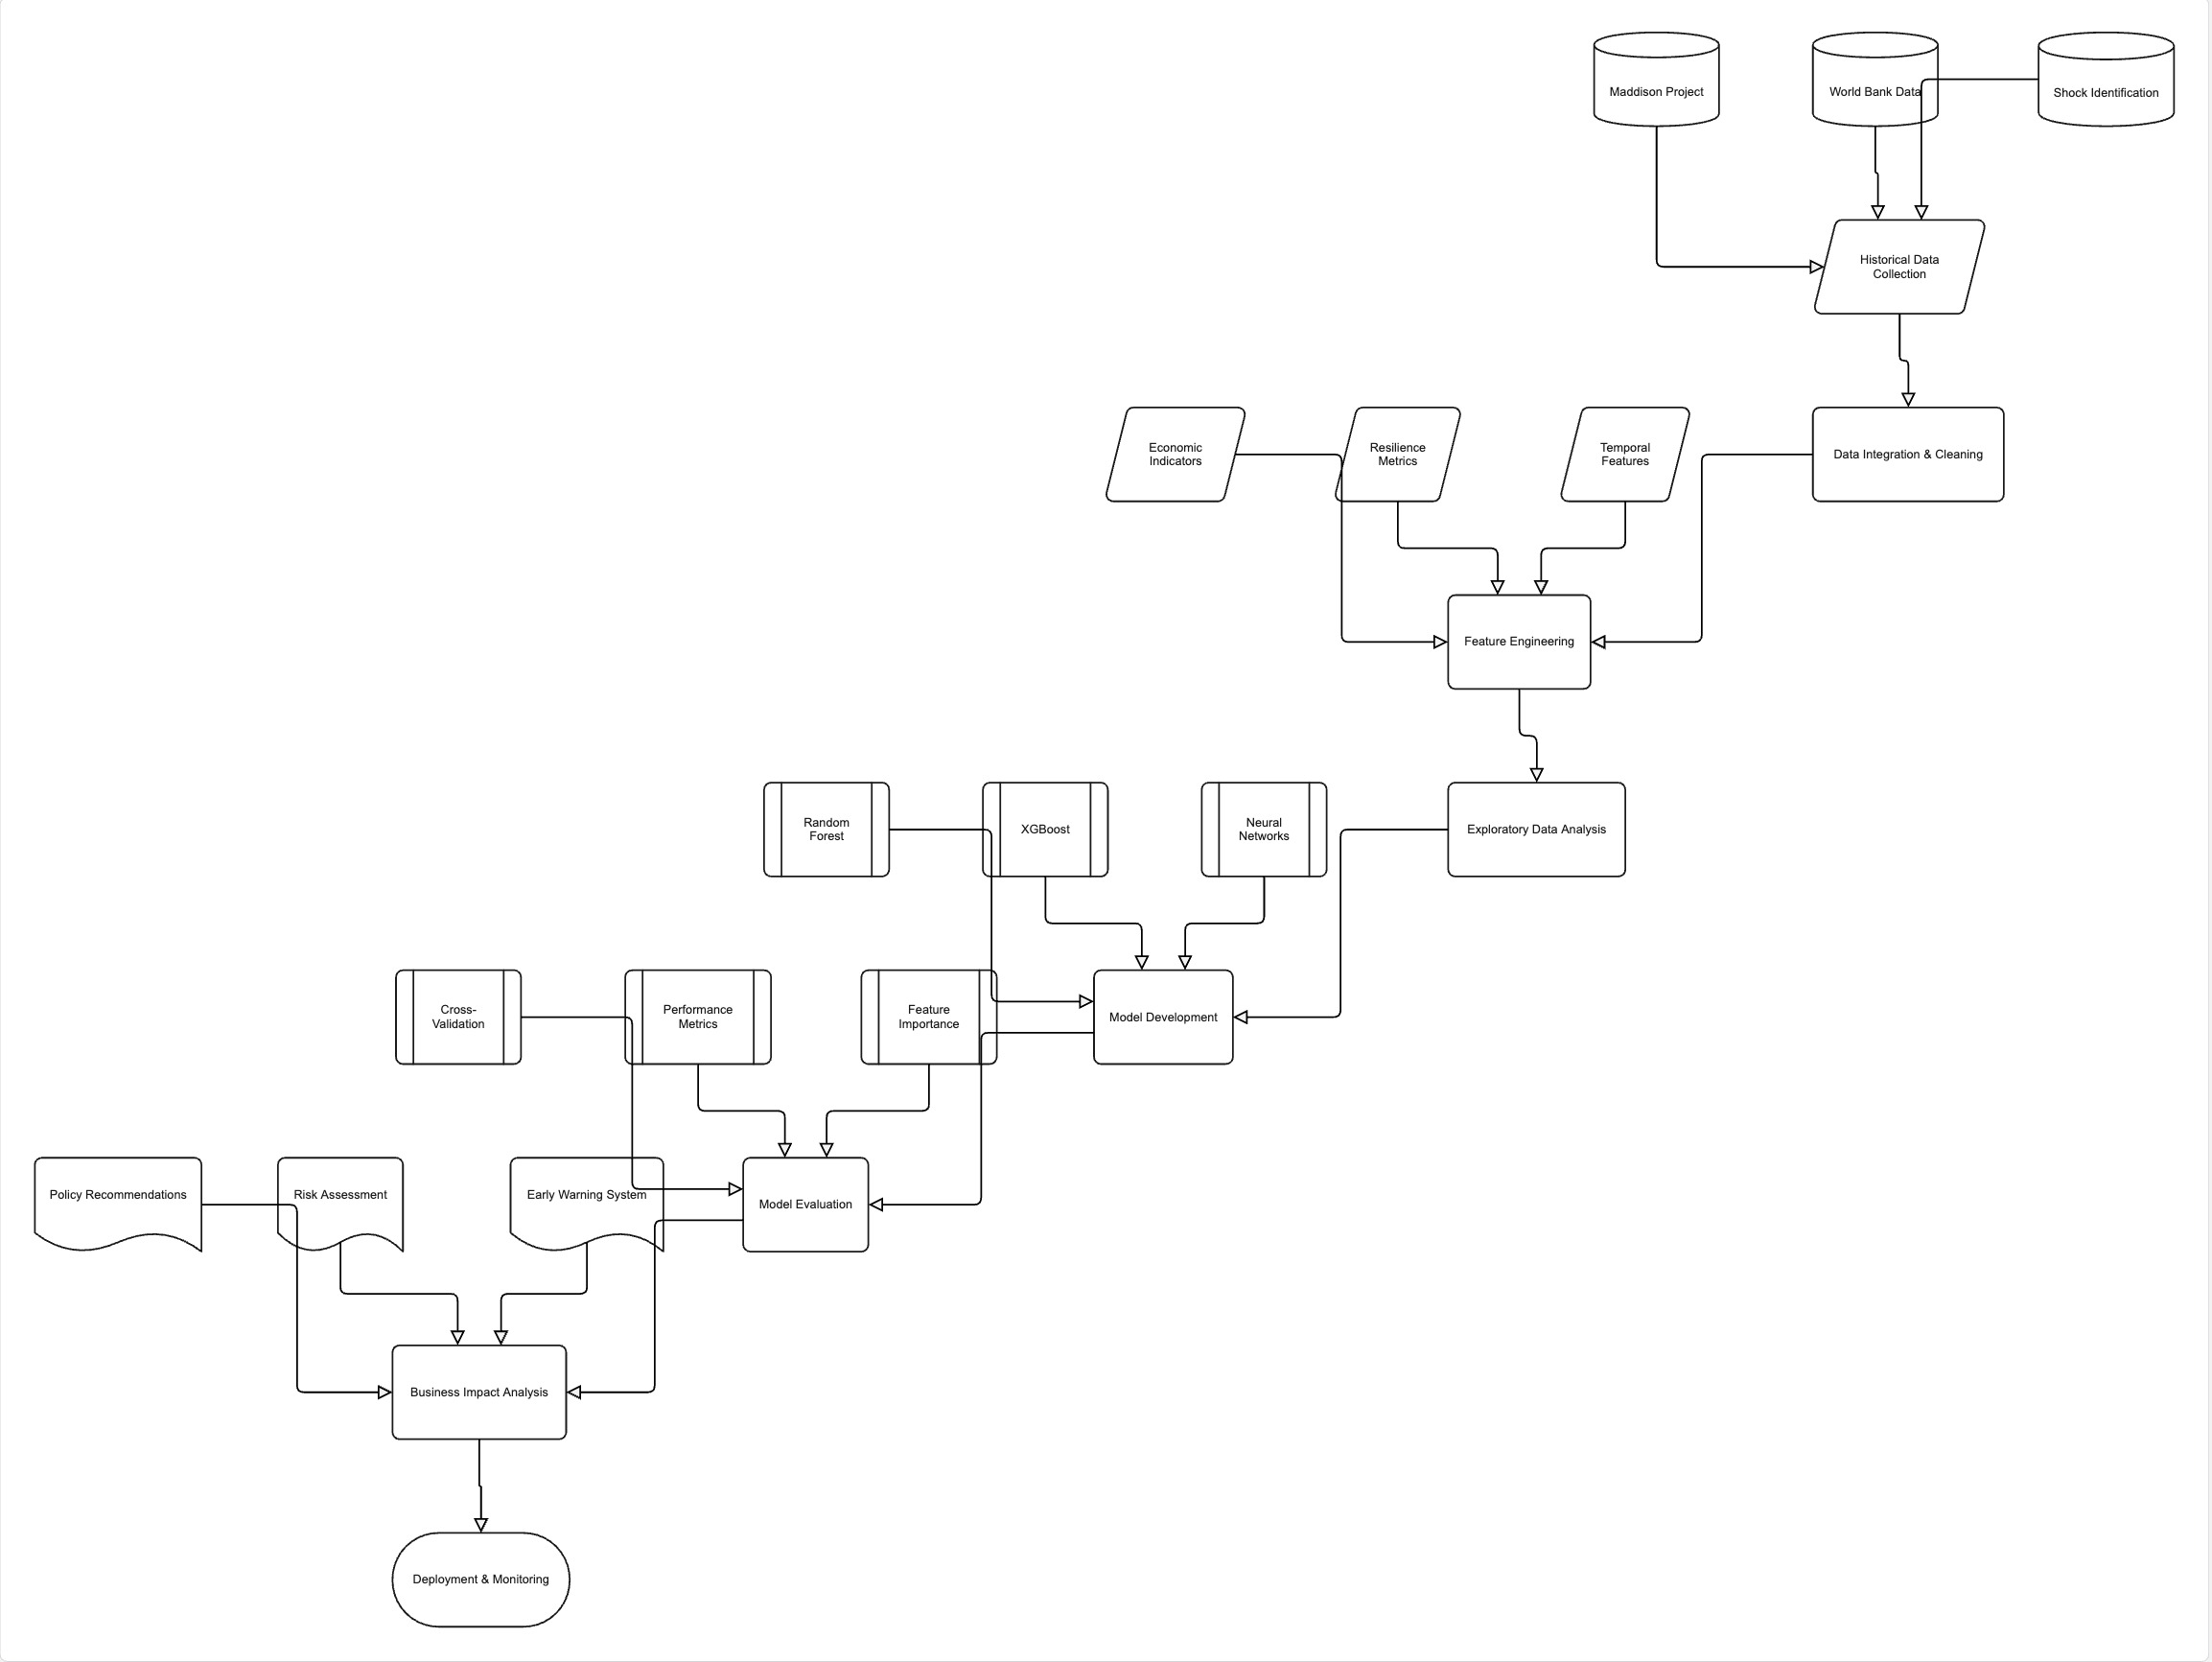 Maddison Project
World Bank Data
Shock Identification
Historical Data
Collection
Economic
Indicators
Resilience
Metrics
Temporal
Features
Data Integration & Cleaning
Feature Engineering
Random
Forest
XGBoost
Neural
Networks
Exploratory Data Analysis
Cross-
Validation
Performance
Metrics
Feature
Importance
Model Development
Policy Recommendations
Risk Assessment
Early Warning System
Model Evaluation
Business Impact Analysis
Deployment & Monitoring